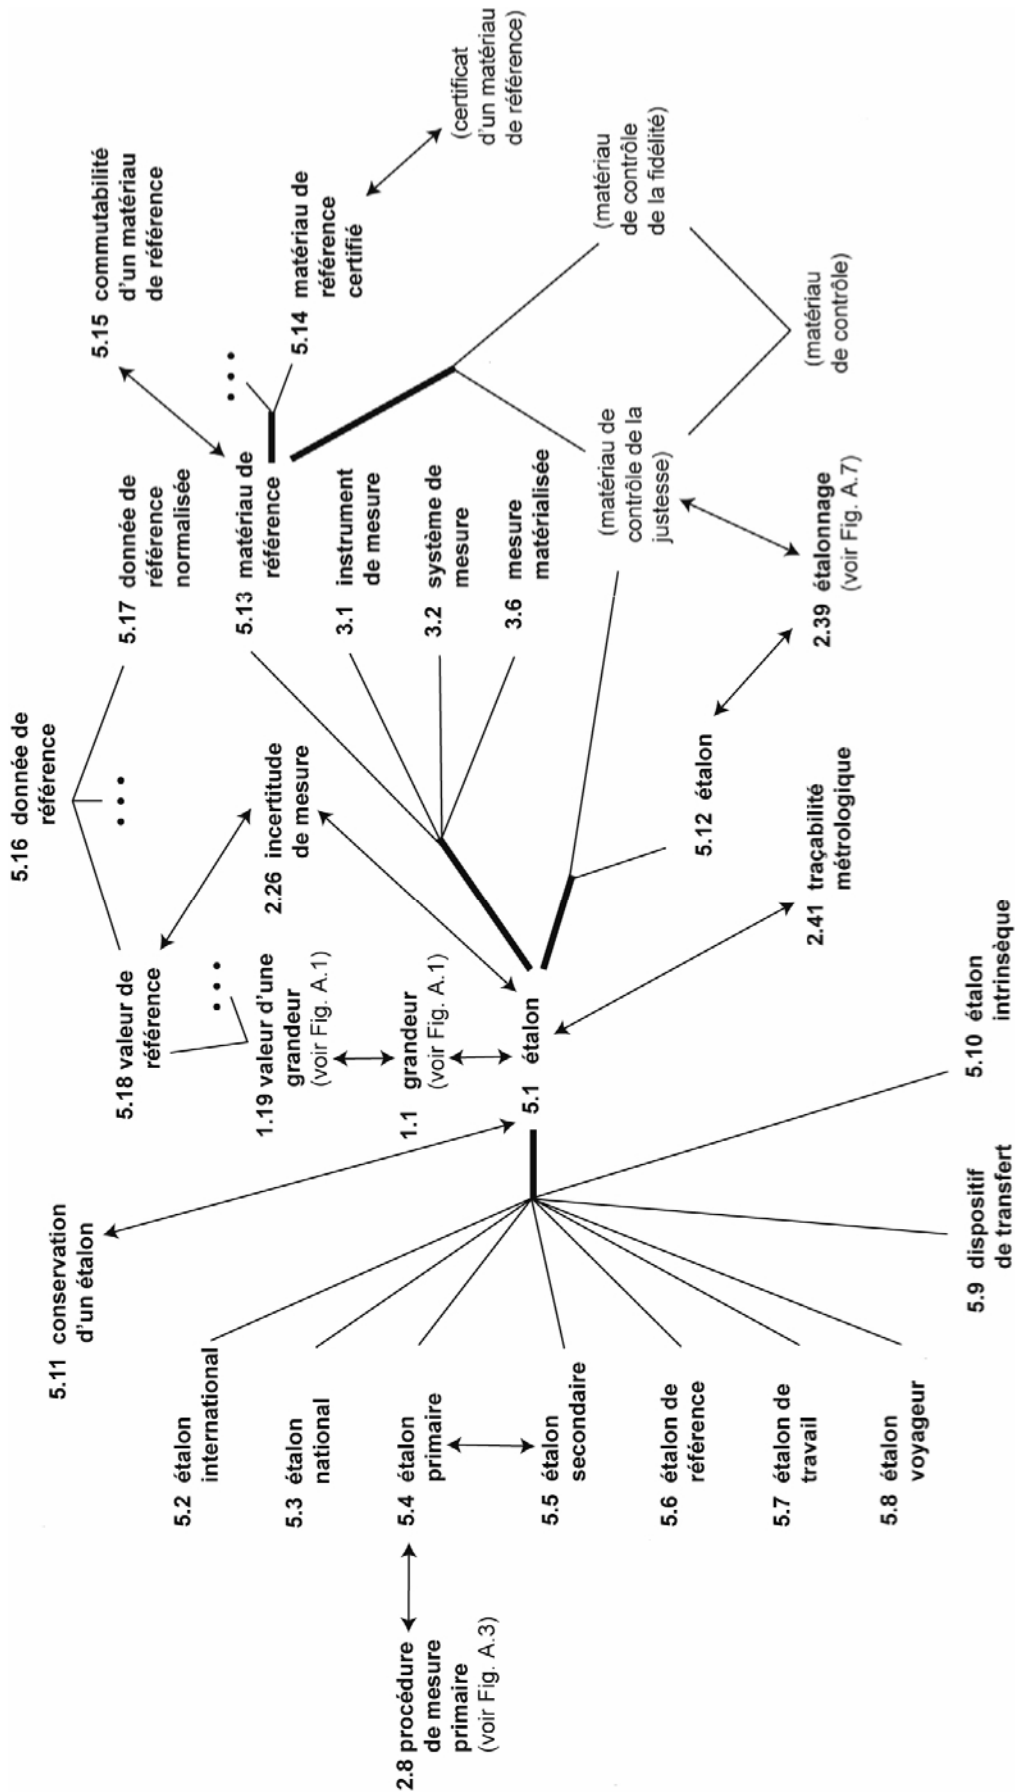 2.8 procédure
de mesure
primaire
(voir Fig. A.3)
5.2 étalon
international
5.3 étalon
national
5.4 étalon
primaire
5.5 étalon
secondaire
5.6 étalon de
référence
5.7 étalon de
travail
5.8 étalon
voyageur
5.11 conservation
d'un étalon
5.9 dispositif
de transfert
5.10 étalon
intrinsèque
5.18 valeur de
référence
• • •
1.19 valeur d'une
grandeur
(voir Fig. A.1)
1.1 grandeur
(voir Fig. A.1)
5.1 étalon
2.26 incertitude
de mesure
2.41 traçabilité
métrologique
5.16 donnée de
référence
• • •
5.12 étalon
2.39 étalonnage
(voir Fig. A.7)
5.17 donnée de
référence
normalisée
5.13 matériau de
référence
3.1 instrument
de mesure
3.2 système de
mesure
3.6 mesure
matérialisée
(matériau de
contrôle de la
justesse)
5.15 commutabilité
d'un matériau
de référence
• • •
5.14 matériau de
référence
certifié
(certificat
d'un matériau
de référence)
(matériau
de contrôle
de la fidélité)
(matériau
de contrôle)